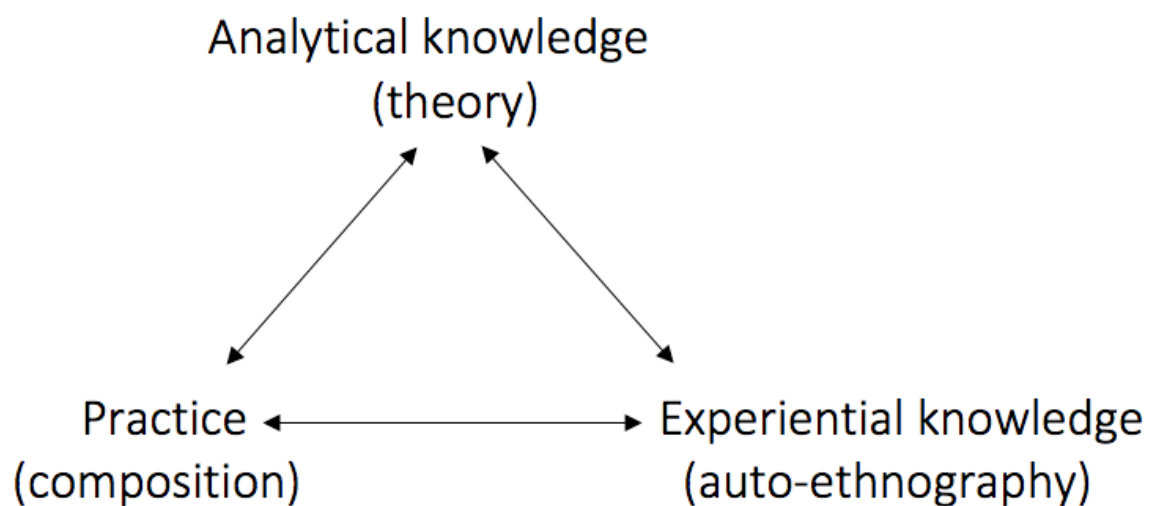 Analytical knowledge
(theory)
Practice
Experiential knowledge
(composition)
(auto-ethnography)